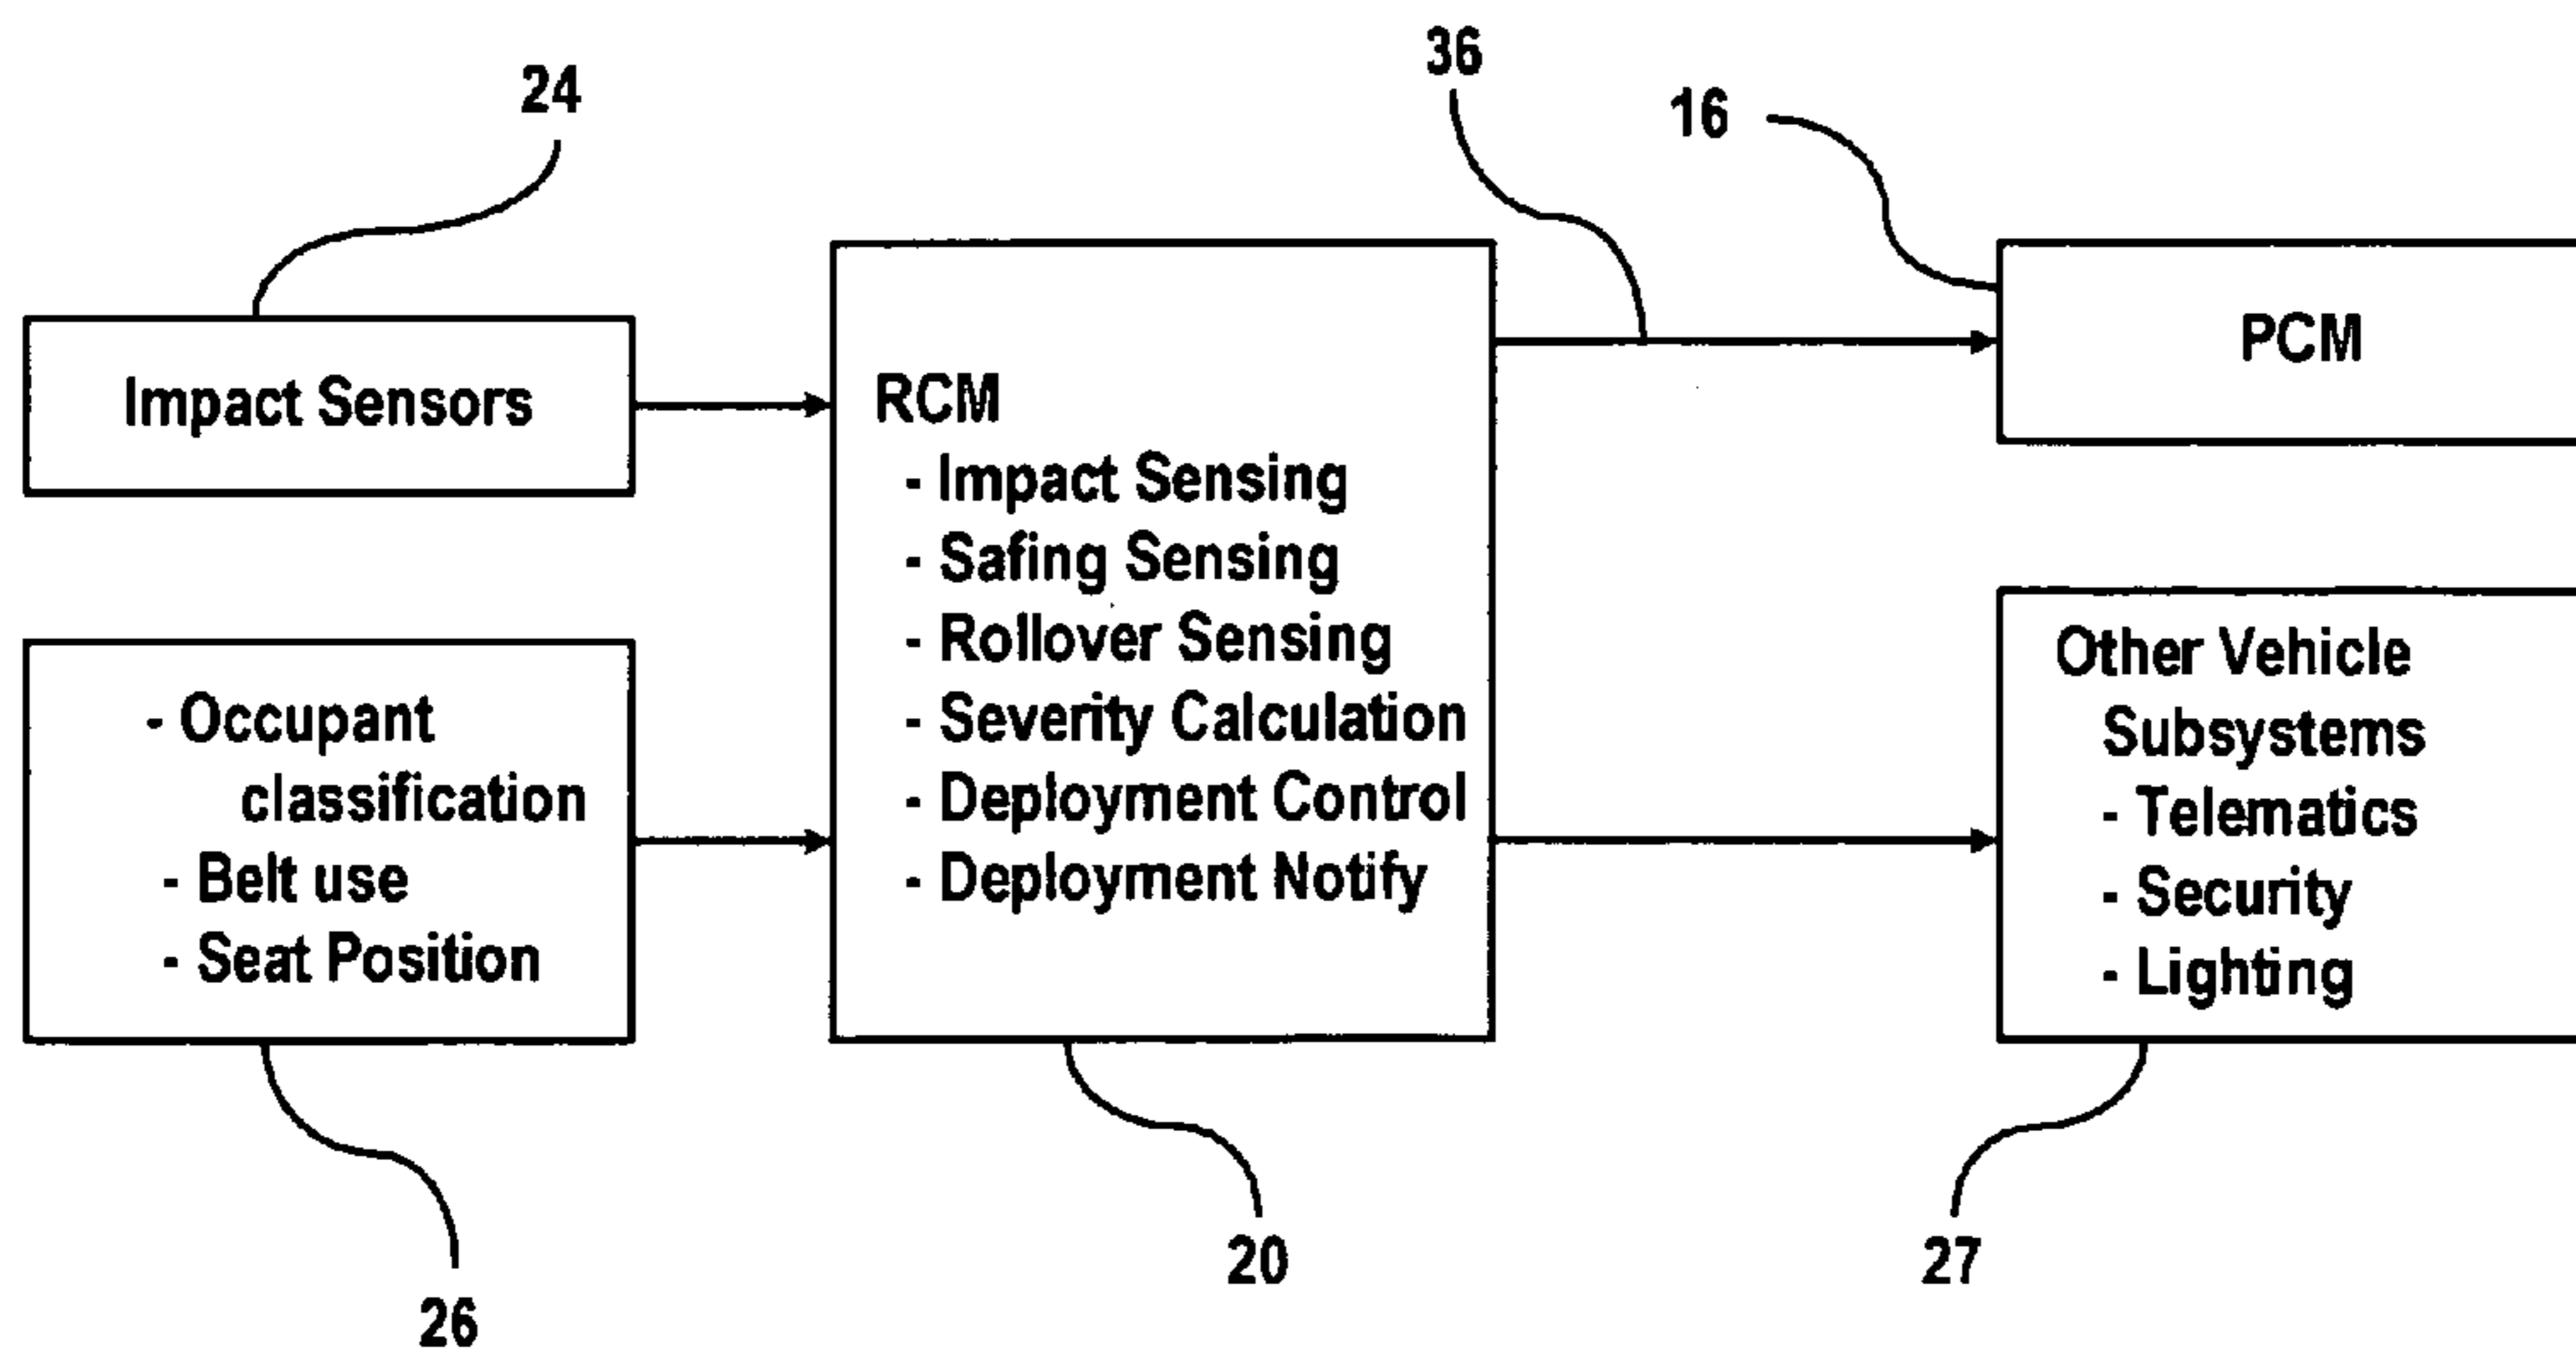 24
36
16
Impact Sensors
- Occupant
classification
- Belt use
- Seat Position
26
RCM
- Impact Sensing
- Safing Sensing
- Rollover Sensing
- Severity Calculation
- Deployment Control
- Deployment Notify
20
PCM
Other Vehicle
Subsystems
- Telematics
- Security
- Lighting
27